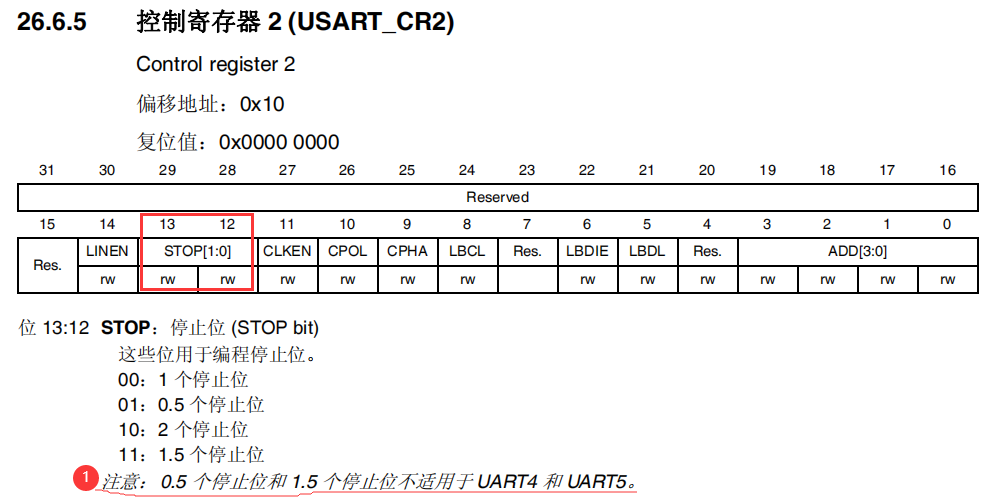 26.6.5 控制寄存器 2 (USART_CR2)
Control register 2
偏移地址：0x10
复位值：0x0000 0000
31 30 29 28 27 26 25 24 23 22 21 20 19 18 17 16
Reserved
15 14 13 12 11 10 9 8 7 6 5 4 3 2 1 0
Res. LINEN STOP[1:0] CLKEN CPOL CPHA LBCL Res. LBDIE LBDL Res. ADD[3:0]
rw rw rw rw rw rw rw rw rw rw rw rw rw
位 13:12 STOP：停止位 (STOP bit)
这些位用于编程停止位。
00：1 个停止位
01：0.5 个停止位
10：2 个停止位
11：1.5 个停止位
1 注意：0.5 个停止位和 1.5 个停止位不适用于 UART4 和 UART5。